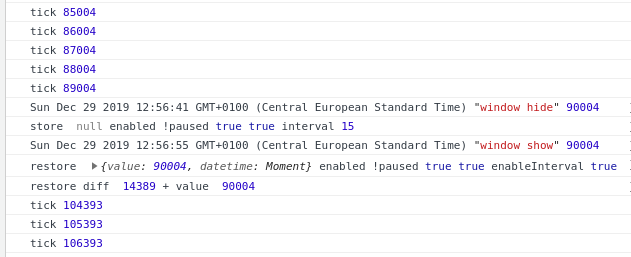 tick 85004
tick 86004
tick 87004
tick 88004
tick 89004
Sun Dec 29 2019 12:56:41 GMT+0100 (Central European Standard Time) "window hide" 90004
store null enabled !paused true true interval 15
Sun Dec 29 2019 12:56:55 GMT+0100 (Central European Standard Time) "window show" 90004
restore ▶{value: 90004, datetime: Moment} enabled !paused true true enableInterval true
restore diff 14389 + value 90004
tick 104393
tick 105393
tick 106393